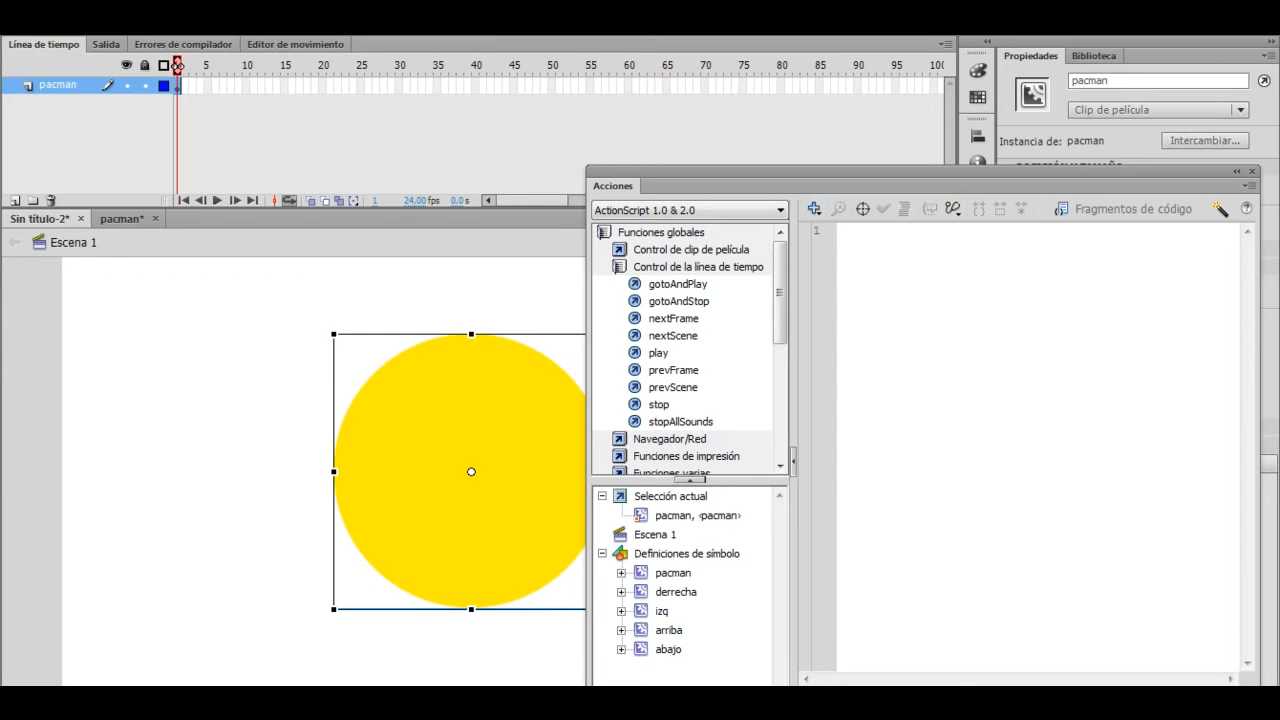 Línea de tiempo Salida Errores de compilador Editor de movimiento
5 10 15 20 25 30 35 40 45 50 55 60 65 70 75 80 85 90 95
pacman
1 24.00 fps 0.0 s
Propiedades Biblioteca
pacman
Clip de película
Instancia de: pacman Intercambiar...
Sin título-2* pacman*
Escena 1
Acciones
ActionScript 1.0 & 2.0
Funciones globales
Control de clip de película
Control de la línea de tiempo
gotoAndPlay
gotoAndStop
nextFrame
nextScene
play
prevFrame
prevScene
stop
stopAllSounds
Navegador/Red
Funciones de impresión
Funciones varias
Selección actual
pacman, <pacman>
Escena 1
Definiciones de símbolo
pacman
derrecha
izq
arriba
abajo
Fragmentos de código
1